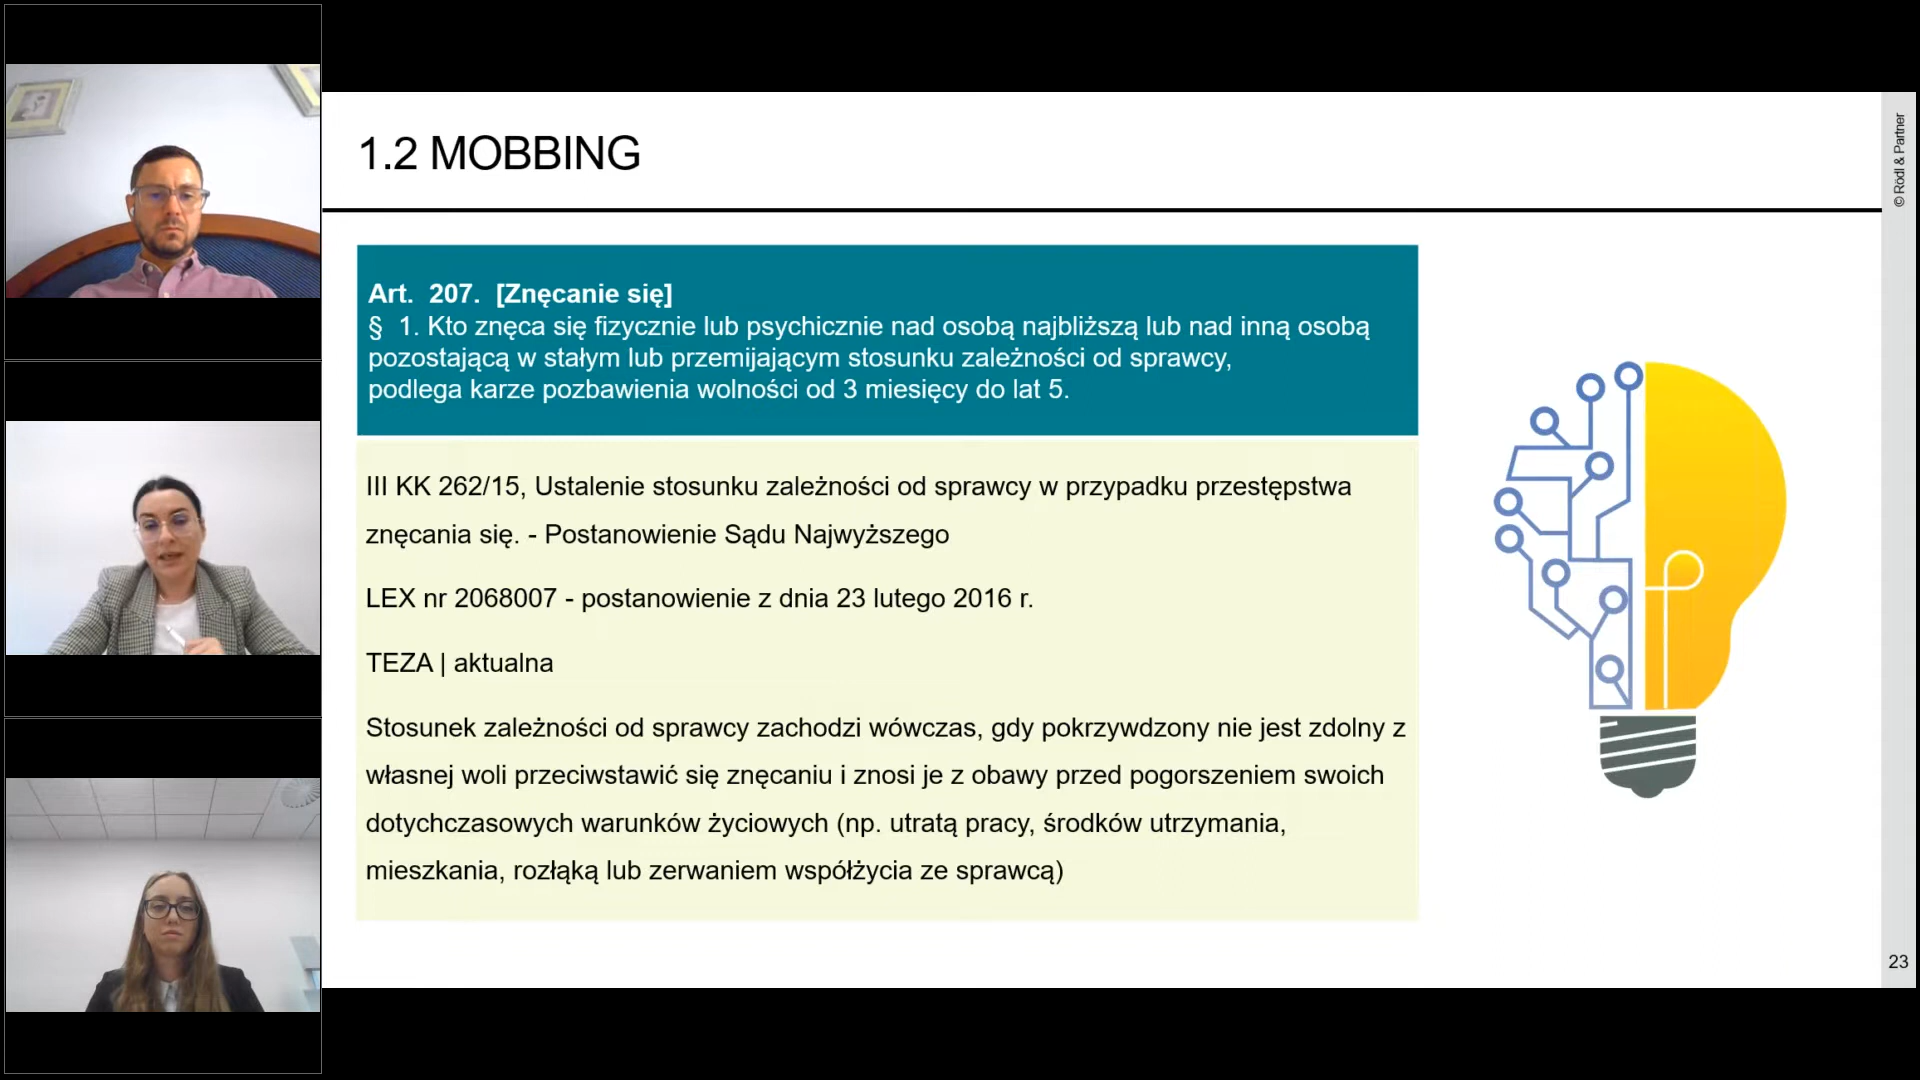 1.2 MOBBING
© Rödl & Partner
Art. 207. [Znęcanie się]
§ 1. Kto znęca się fizycznie lub psychicznie nad osobą najbliższą lub nad inną osobą
pozostającą w stałym lub przemijającym stosunku zależności od sprawcy,
podlega karze pozbawienia wolności od 3 miesięcy do lat 5.
III KK 262/15, Ustalenie stosunku zależności od sprawcy w przypadku przestępstwa
znęcania się. - Postanowienie Sądu Najwyższego
LEX nr 2068007 - postanowienie z dnia 23 lutego 2016 r.
TEZA | aktualna
Stosunek zależności od sprawcy zachodzi wówczas, gdy pokrzywdzony nie jest zdolny z
własnej woli przeciwstawić się znęcaniu i znosi je z obawy przed pogorszeniem swoich
dotychczasowych warunków życiowych (np. utratą pracy, środków utrzymania,
mieszkania, rozłąką lub zerwaniem współżycia ze sprawcą)
23